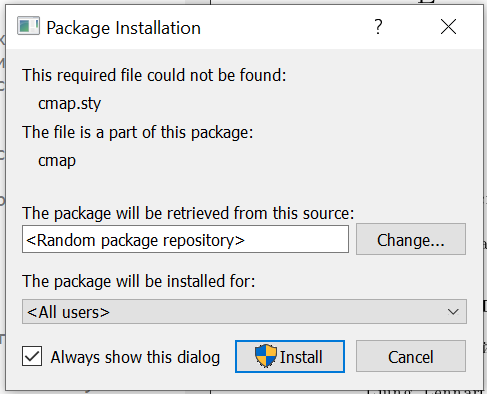 Package Installation
?
This required file could not be found:
cmap.sty
The file is a part of this package:
cmap
The package will be retrieved from this source:
<Random package repository>
Change...
The package will be installed for:
<All users>
Always show this dialog
Install
Cancel